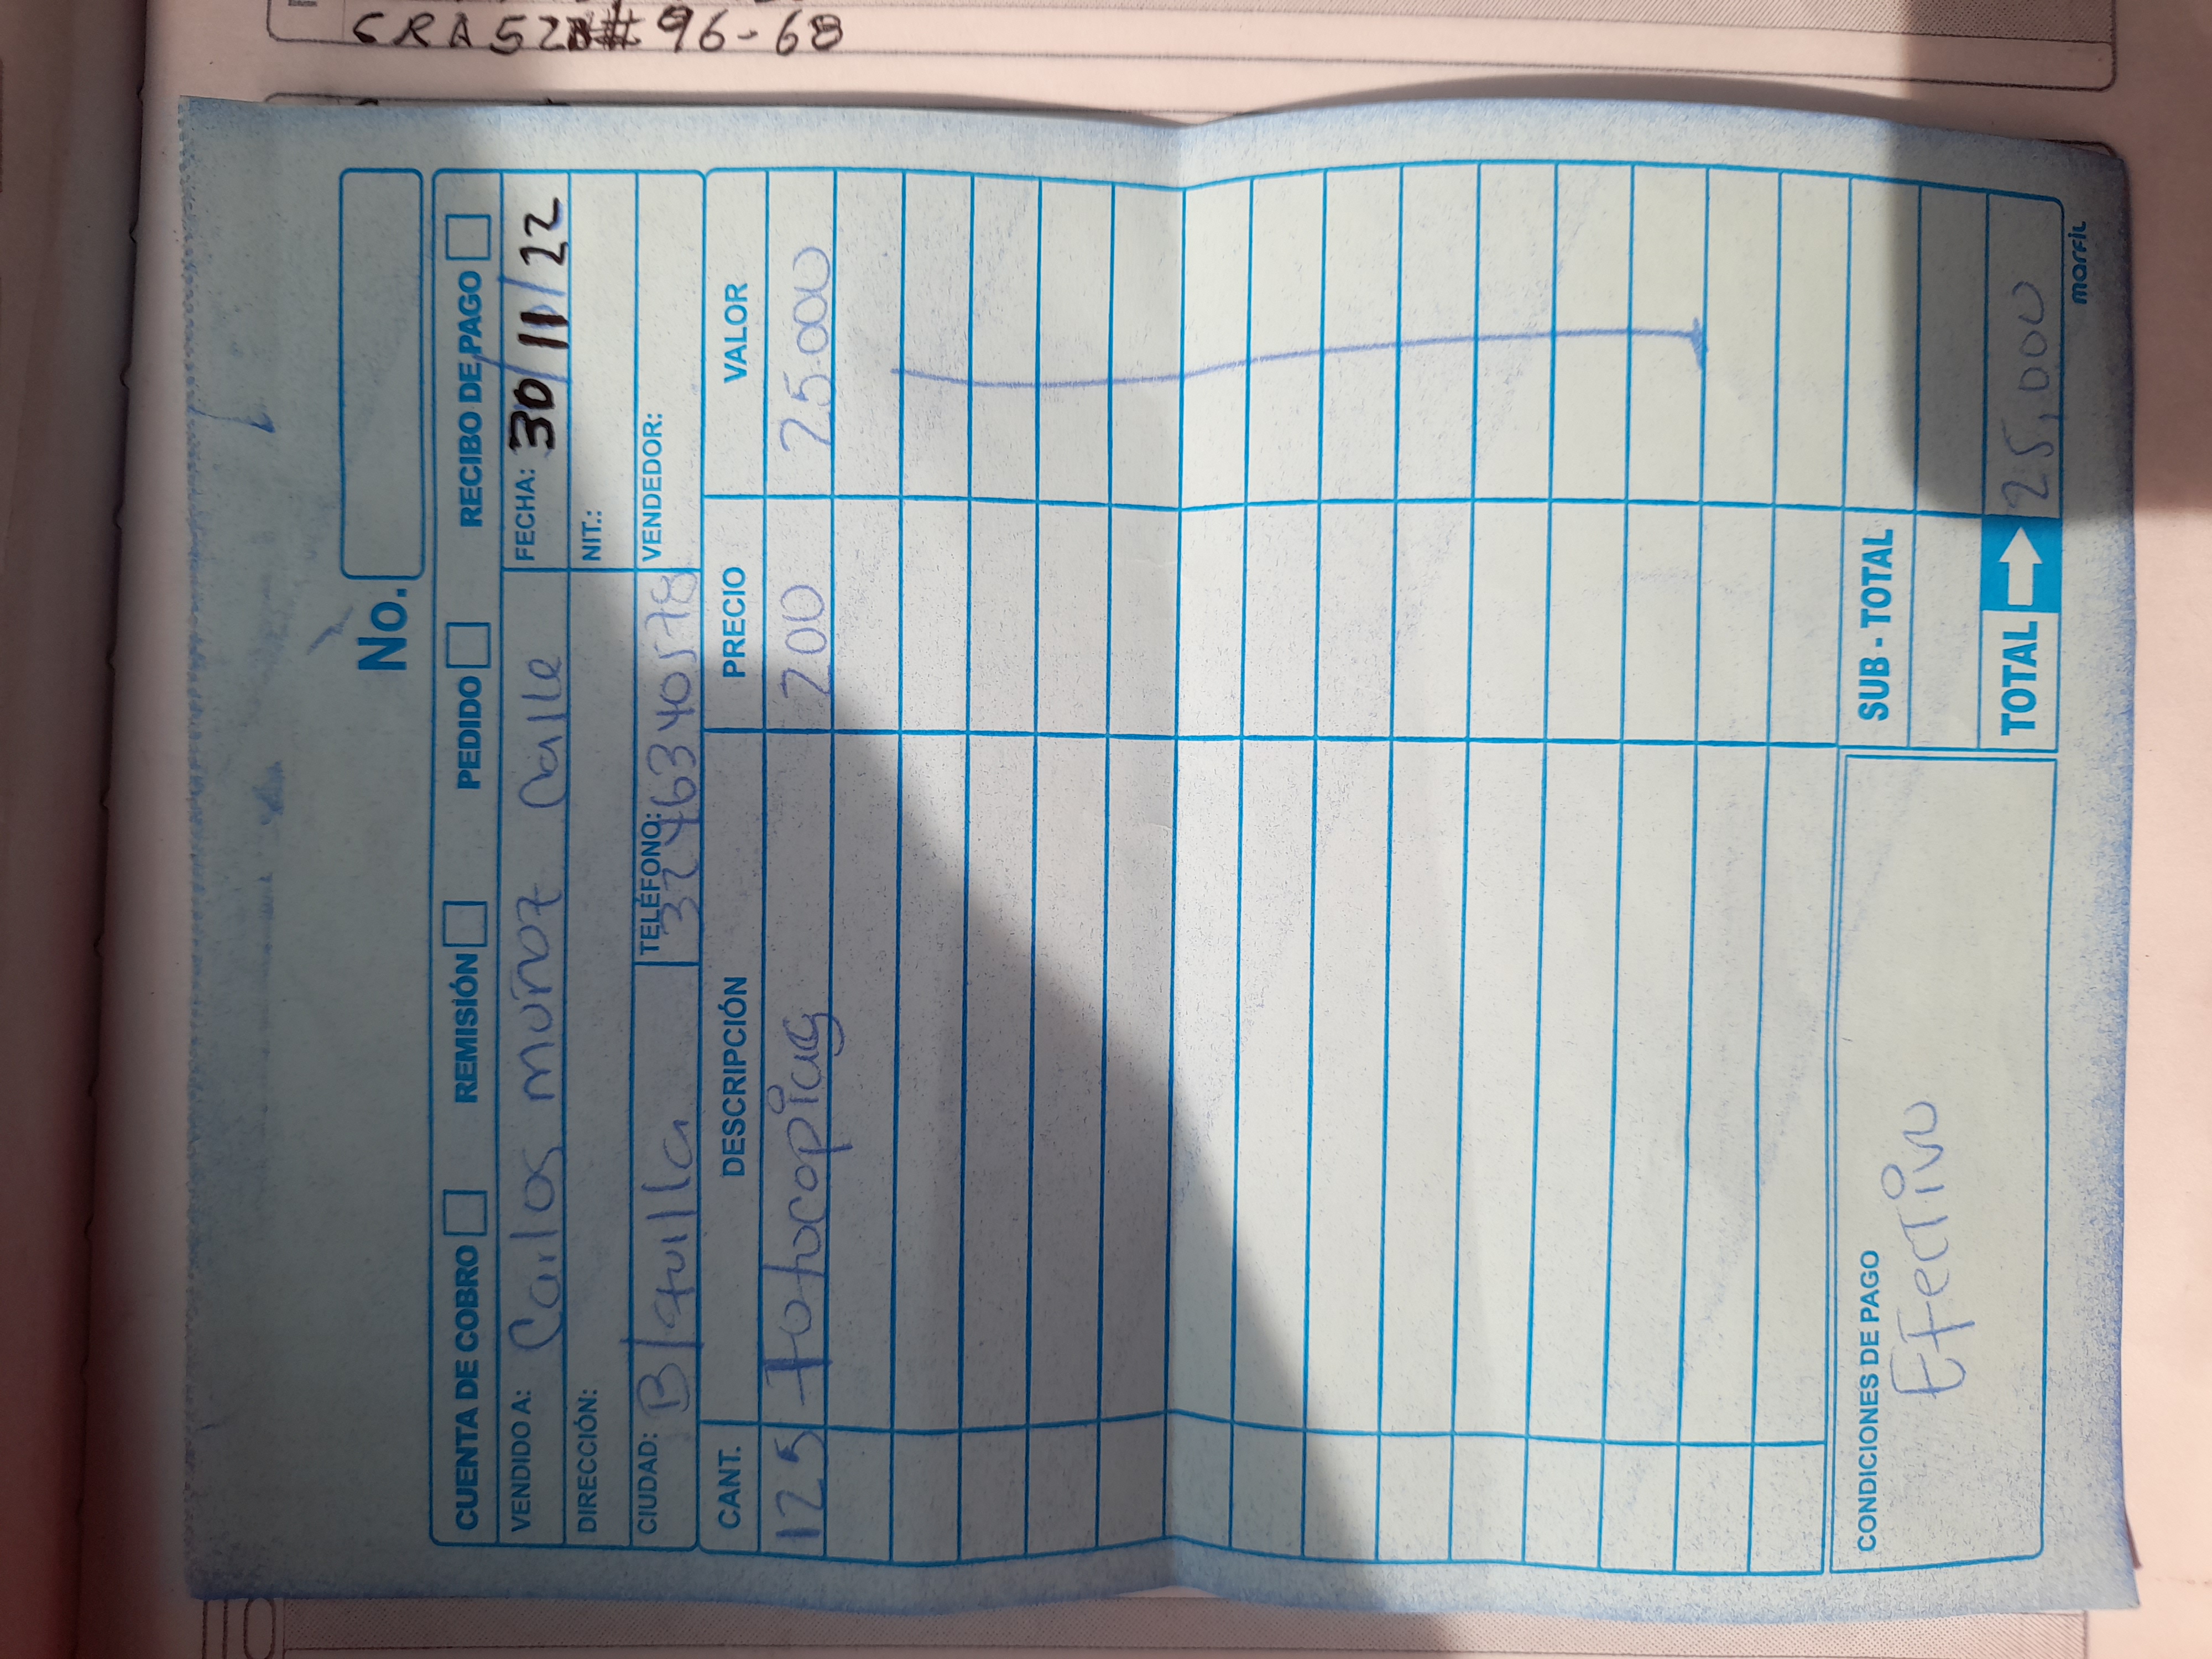 CRA 52B # 96-68
No.
CUENTA DE COBRO REMISIÓN PEDIDO RECIBO DE PAGO
VENDIDO A: Carlos muñoz Calle FECHA: 30/11/22
DIRECCIÓN: NIT.:
CIUDAD: B/quilla TELÉFONO: 3246340578 VENDEDOR:
CANT. DESCRIPCIÓN PRECIO VALOR
125 fotocopias 200 25.000
CONDICIONES DE PAGO SUB - TOTAL
Efectivo
TOTAL 25,000
marfil